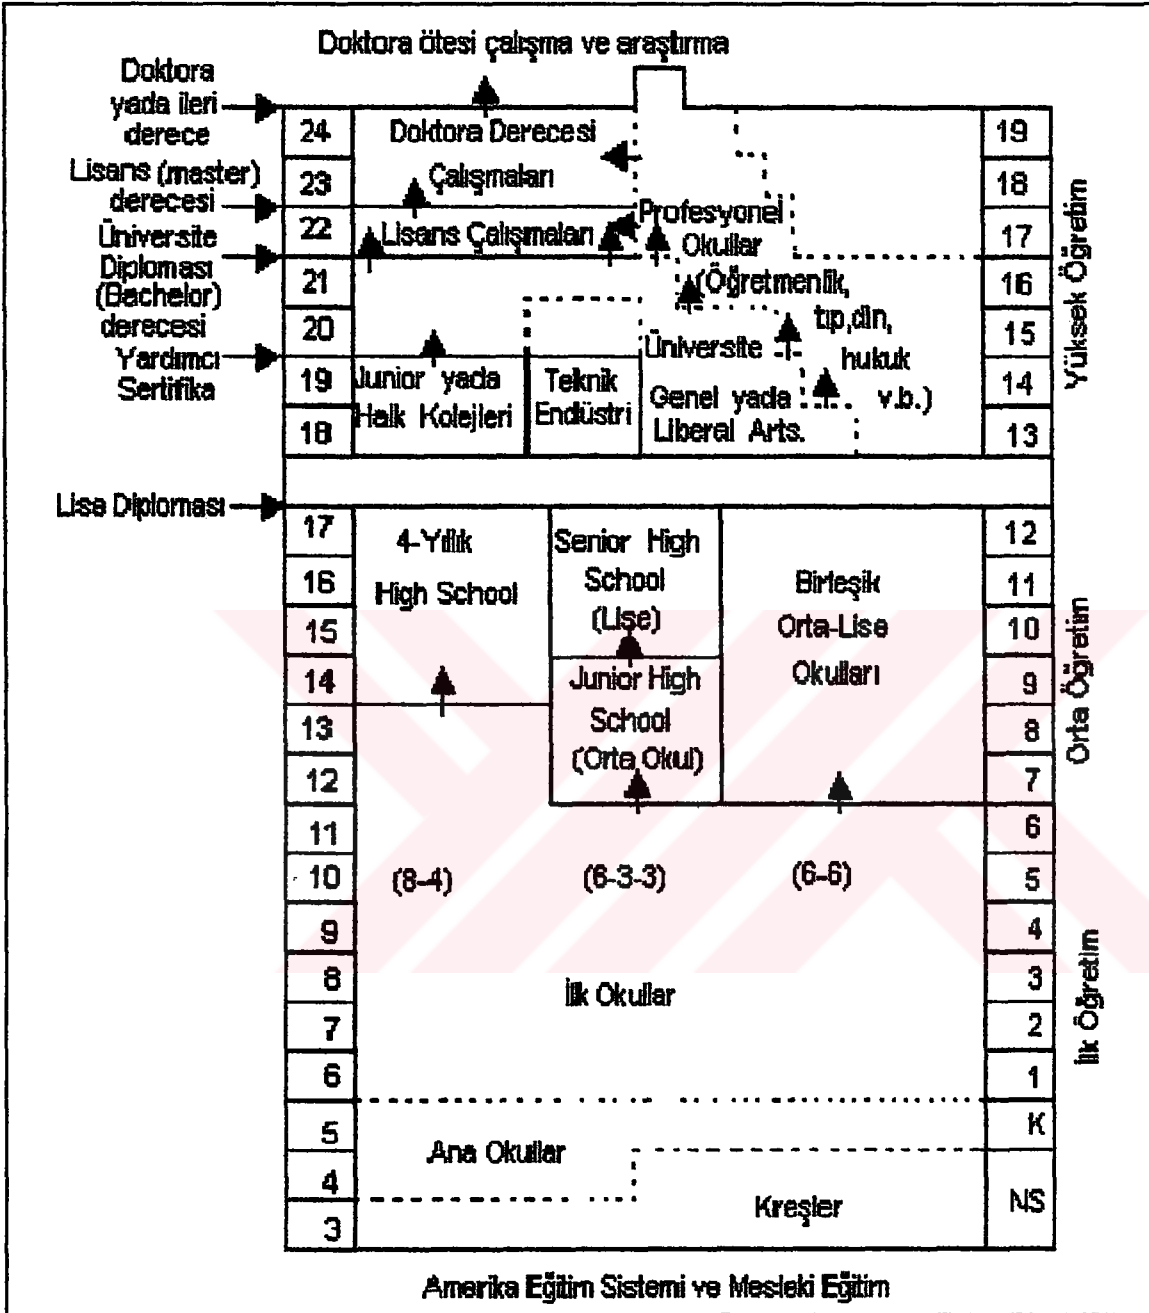 Doktora ötesi çalışma ve araştırma
Doktora
yada ileri
derece
Lisans (master)
derecesi
Üniversite
Diploması
(Bachelor)
derecesi
Yardımcı
Sertifika
24
23
22
21
20
19
18
Doktora Derecesi
Çalışmaları
Lisans Çalışmaları
Profesyonel
Okullar
(Öğretmenlik,
tıp,din,
hukuk
v.b.)
Junior yada
Halk Kolejleri
Teknik
Endüstri
Üniversite
Genel yada
Liberal Arts.
19
18
17
16
15
14
13
Yüksek Öğretim
Lise Diploması
17
16
15
14
13
12
11
10
9
8
7
6
5
4
3
4-Yıllık
High School
Senior High
School
(Lise)
Junior High
School
(Orta Okul)
Birleşik
Orta-Lise
Okulları
(8-4)
(6-3-3)
(6-6)
İlk Okullar
Ana Okullar
Kreşler
12
11
10
9
8
7
6
5
4
3
2
1
K
NS
Orta Öğretim
İlk Öğretim
Amerika Eğitim Sistemi ve Mesleki Eğitim